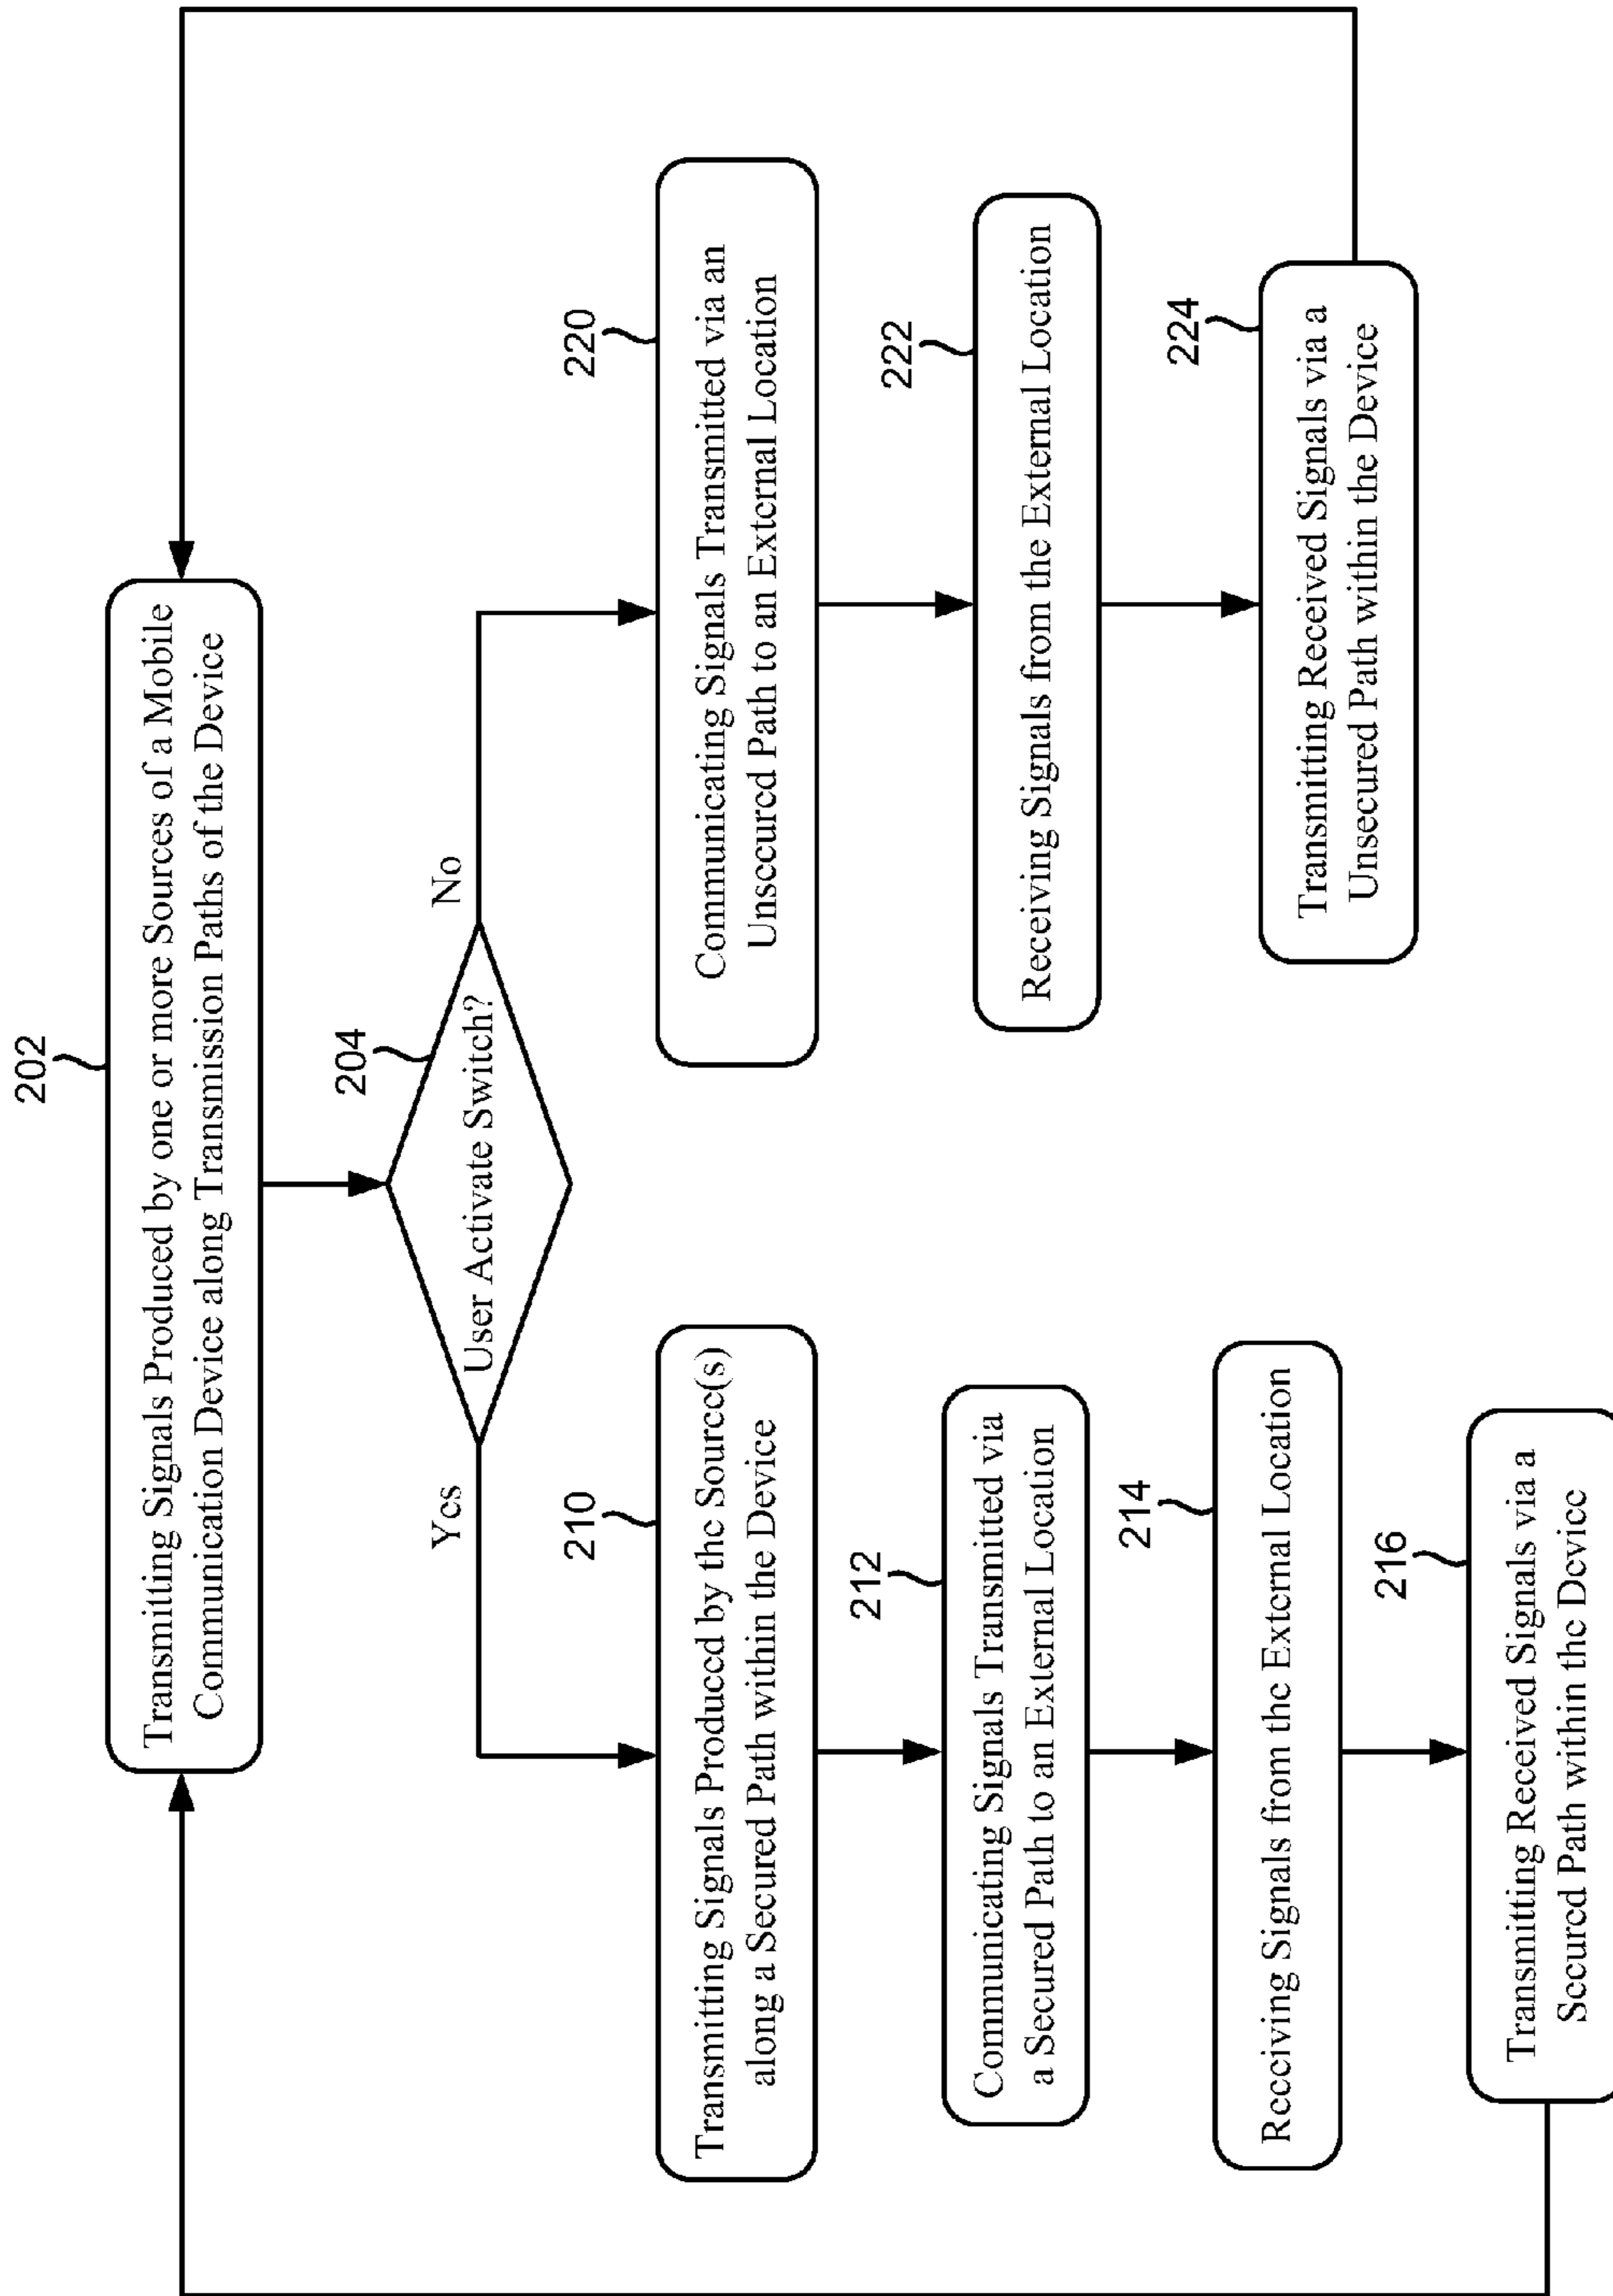 202
Transmitting Signals Produced by one or more Sources of a Mobile
Communication Device along Transmission Paths of the Device
204
User Activate Switch?
Yes
No
210
Transmitting Signals Produced by the Source(s)
along a Secured Path within the Device
212
Communicating Signals Transmitted via
a Secured Path to an External Location
214
Receiving Signals from the External Location
216
Transmitting Received Signals via a
Secured Path within the Device
220
Communicating Signals Transmitted via an
Unsecured Path to an External Location
222
Receiving Signals from the External Location
224
Transmitting Received Signals via a
Unsecured Path within the Device